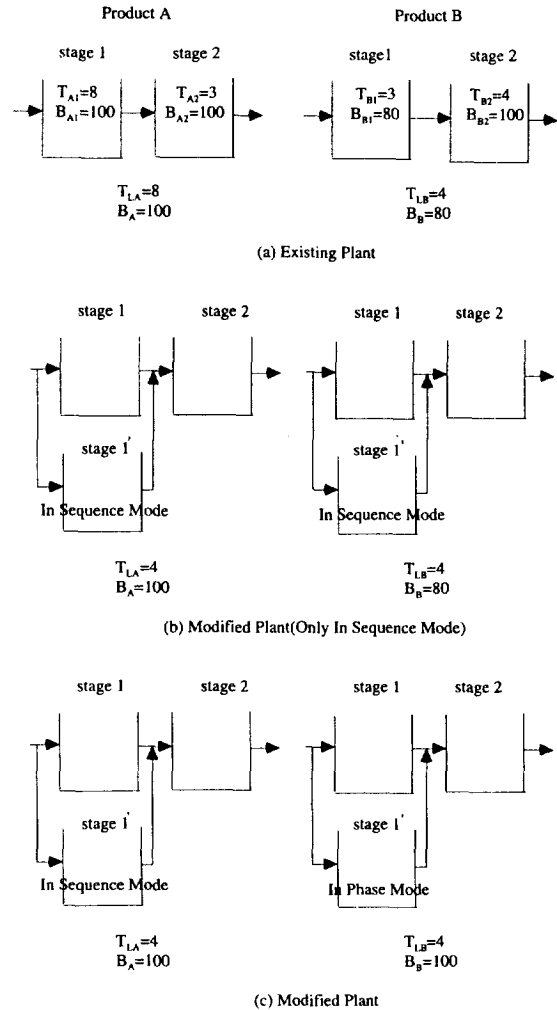 Product A
Product B
stage 1
stage 2
stage1
stage 2
T_A1=8
B_A1=100
T_A2=3
B_A2=100
T_B1=3
B_B1=80
T_B2=4
B_B2=100
T_LA=8
B_A=100
T_LB=4
B_B=80
(a) Existing Plant
stage 1
stage 2
stage 1
stage 2
stage 1'
In Sequence Mode
stage 1'
In Sequence Mode
T_LA=4
B_A=100
T_LB=4
B_B=80
(b) Modified Plant(Only In Sequence Mode)
stage 1
stage 2
stage 1
stage 2
stage 1'
In Sequence Mode
stage 1'
In Phase Mode
T_LA=4
B_A=100
T_LB=4
B_B=100
(c) Modified Plant